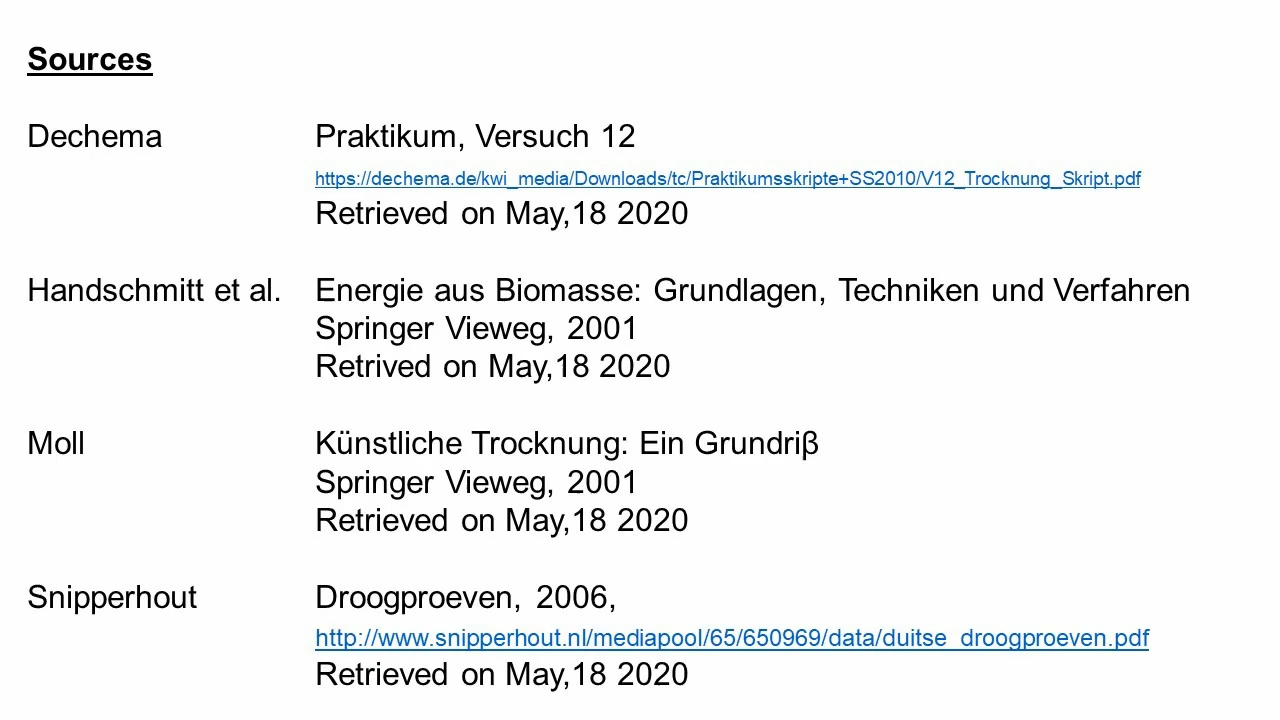 Sources
Dechema Praktikum, Versuch 12
https://dechema.de/kwi_media/Downloads/tc/Praktikumsskripte+SS2010/V12_Trocknung_Skript.pdf
Retrieved on May,18 2020
Handschmitt et al. Energie aus Biomasse: Grundlagen, Techniken und Verfahren
Springer Vieweg, 2001
Retrived on May,18 2020
Moll Künstliche Trocknung: Ein Grundriβ
Springer Vieweg, 2001
Retrieved on May,18 2020
Snipperhout Droogproeven, 2006,
http://www.snipperhout.nl/mediapool/65/650969/data/duitse_droogproeven.pdf
Retrieved on May,18 2020